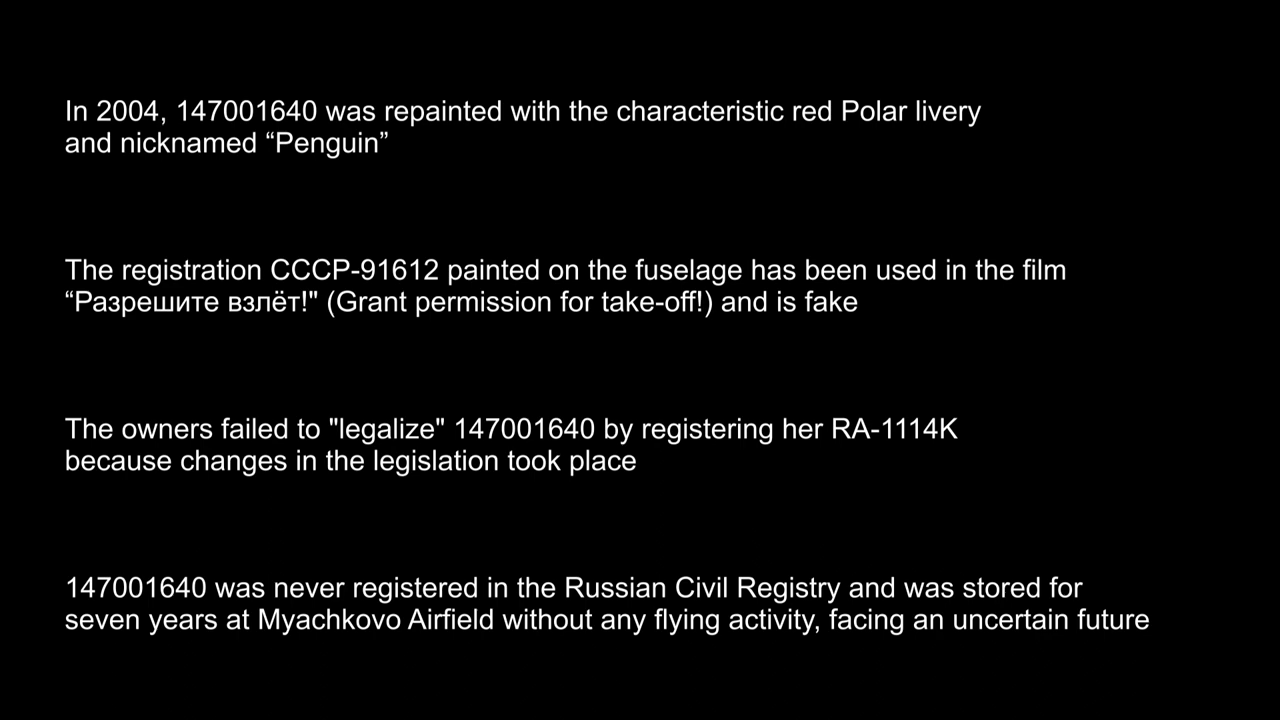 In 2004, 147001640 was repainted with the characteristic red Polar livery
and nicknamed “Penguin”
The registration CCCP-91612 painted on the fuselage has been used in the film
“Разрешите взлёт!" (Grant permission for take-off!) and is fake
The owners failed to "legalize" 147001640 by registering her RA-1114K
because changes in the legislation took place
147001640 was never registered in the Russian Civil Registry and was stored for
seven years at Myachkovo Airfield without any flying activity, facing an uncertain future